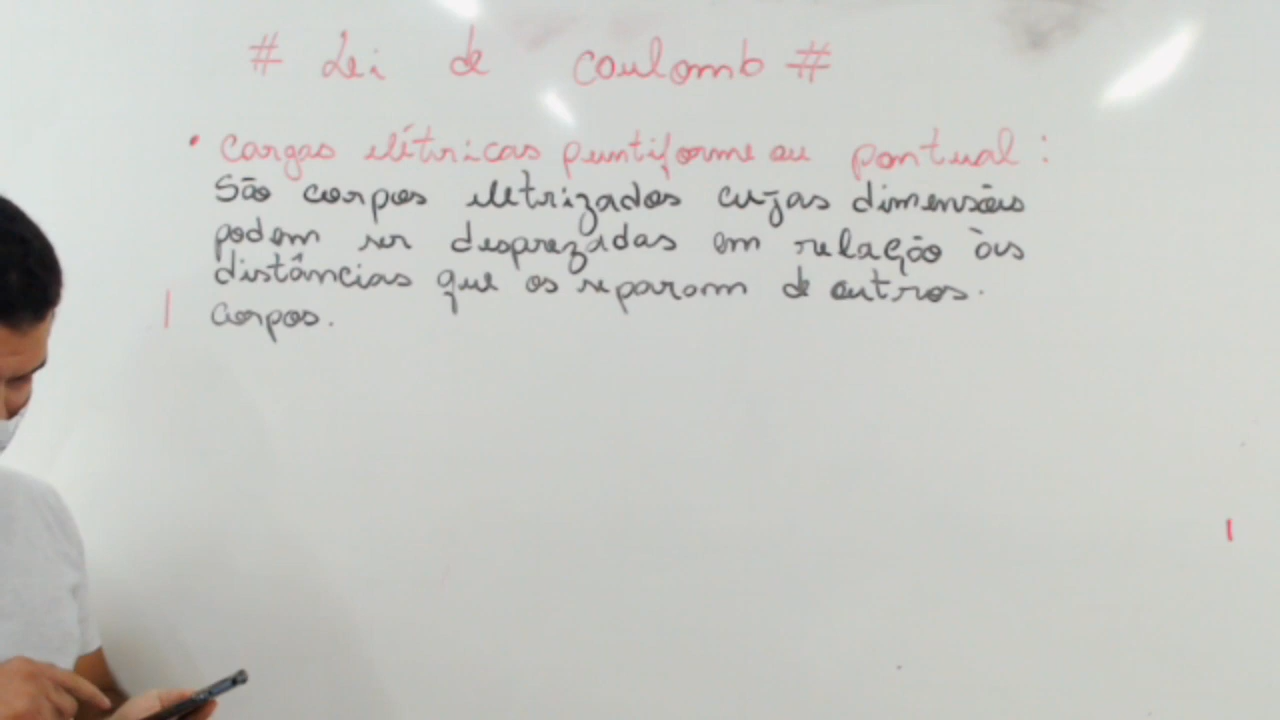 # Lei de coulomb #
• cargas elétricas puntiforme ou pontual :
São corpos eletrizados cujas dimensões
podem ser desprezadas em relação às
distâncias que os separam de outros.
corpos.